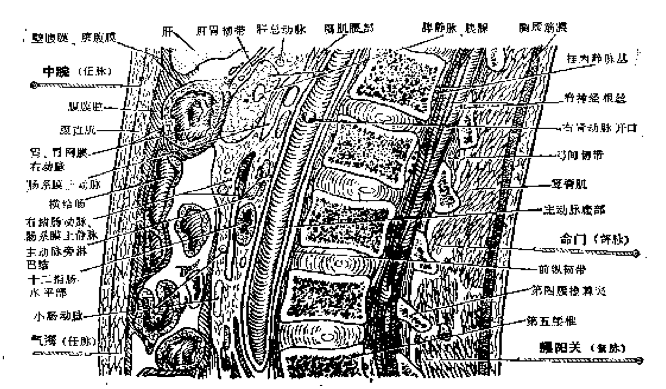 壁腹膜、脏腹膜
肝
肝胃韧带
肝总动脉
膈肌腰部
脾静脉、胰腺
胸腰筋膜
中脘（任脉）
腹膜腔
腹直肌
胃、胃网膜
右动脉
肠系膜上动脉
横结肠
右结肠动脉、
肠系膜上静脉
主动脉旁淋
巴结
十二指肠
水平部
小肠动脉
气海（任脉）
椎内静脉丛
脊神经根丝
右肾动脉开口
弓间韧带
竖脊肌
主动脉腹部
命门（督脉）
前纵韧带
第四腰椎棘突
第五腰椎
腰阳关（督脉）